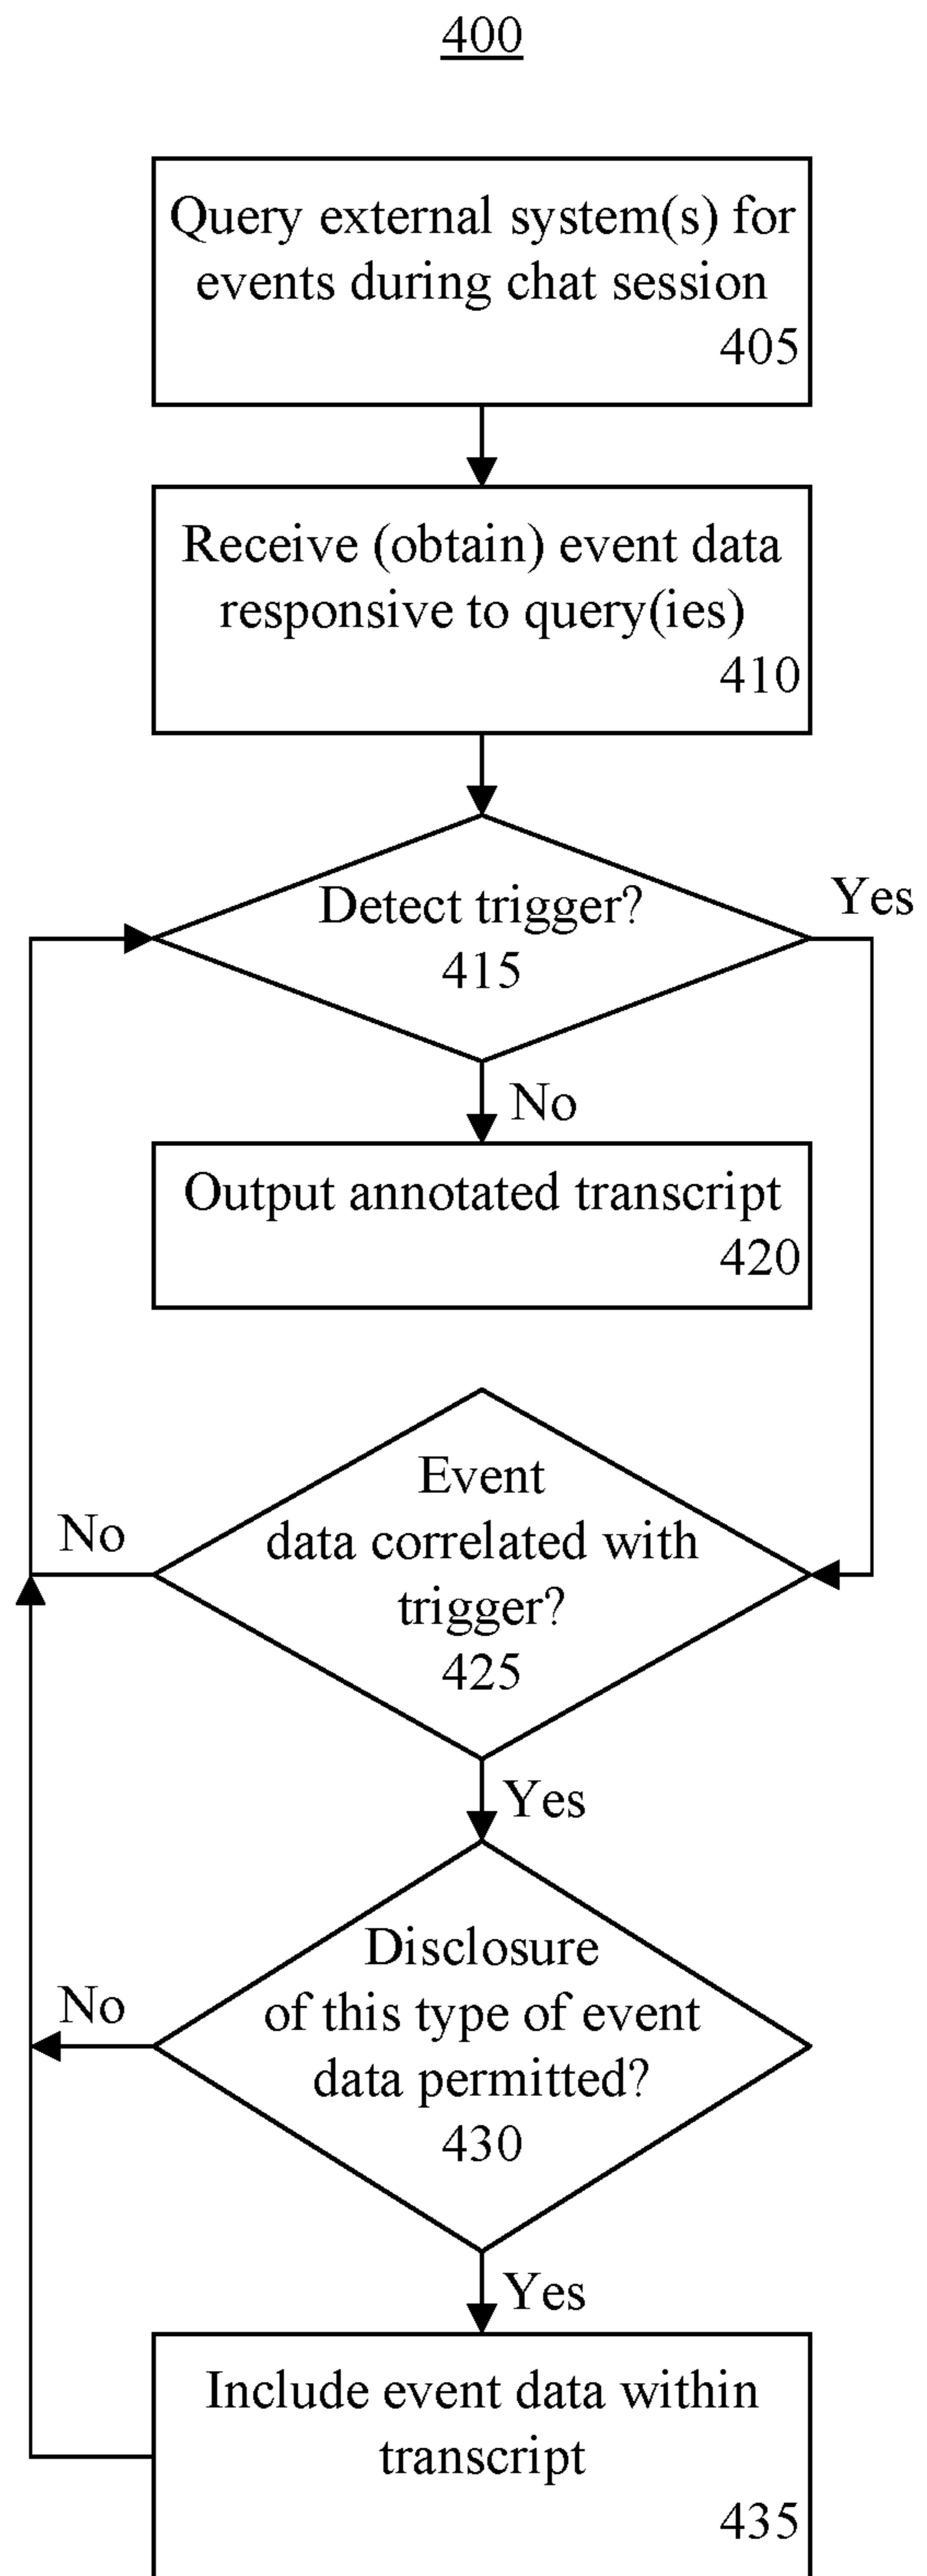 400
Query external system(s) for
events during chat session
405
Receive (obtain) event data
responsive to query(ies)
410
Detect trigger?
415
Yes
No
Output annotated transcript
420
Event
data correlated with
trigger?
425
No
Yes
Disclosure
of this type of event
data permitted?
430
No
Yes
Include event data within
transcript
435